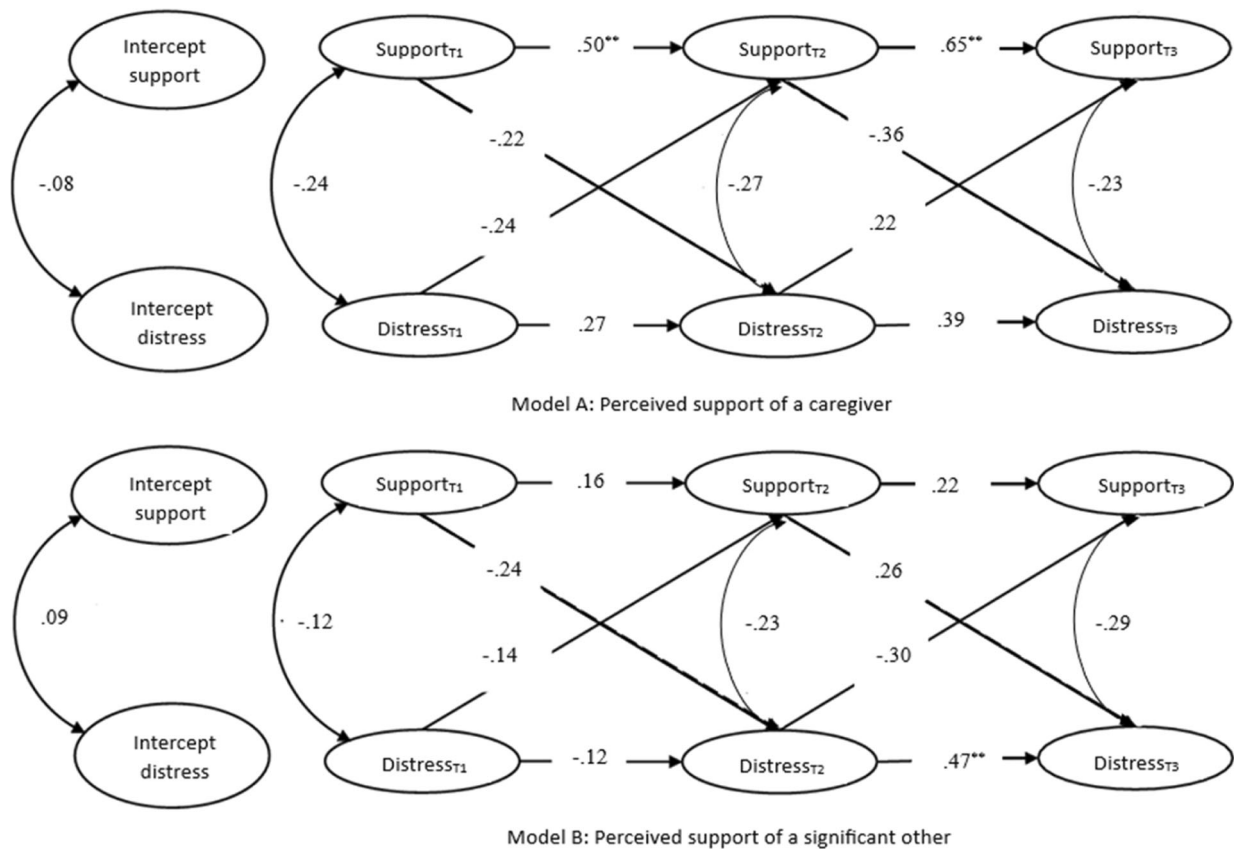 Intercept
support
Support T1
.50**
Support T2
.65**
Support T3
-.22
-.36
-.08
-.24
-.27
-.23
-.24
.22
Intercept
distress
Distress T1
.27
Distress T2
.39
Distress T3
Model A: Perceived support of a caregiver
Intercept
support
Support T1
.16
Support T2
.22
Support T3
-.24
.26
.09
-.12
-.23
-.29
-.14
-.30
Intercept
distress
Distress T1
-.12
Distress T2
.47**
Distress T3
Model B: Perceived support of a significant other